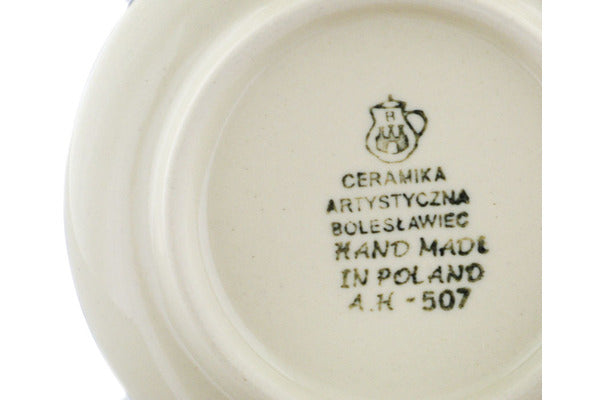 R
CERAMIKA
ARTYSTYCZNA
BOLESŁAWIEC
HAND MADE
IN POLAND
A.H - 507